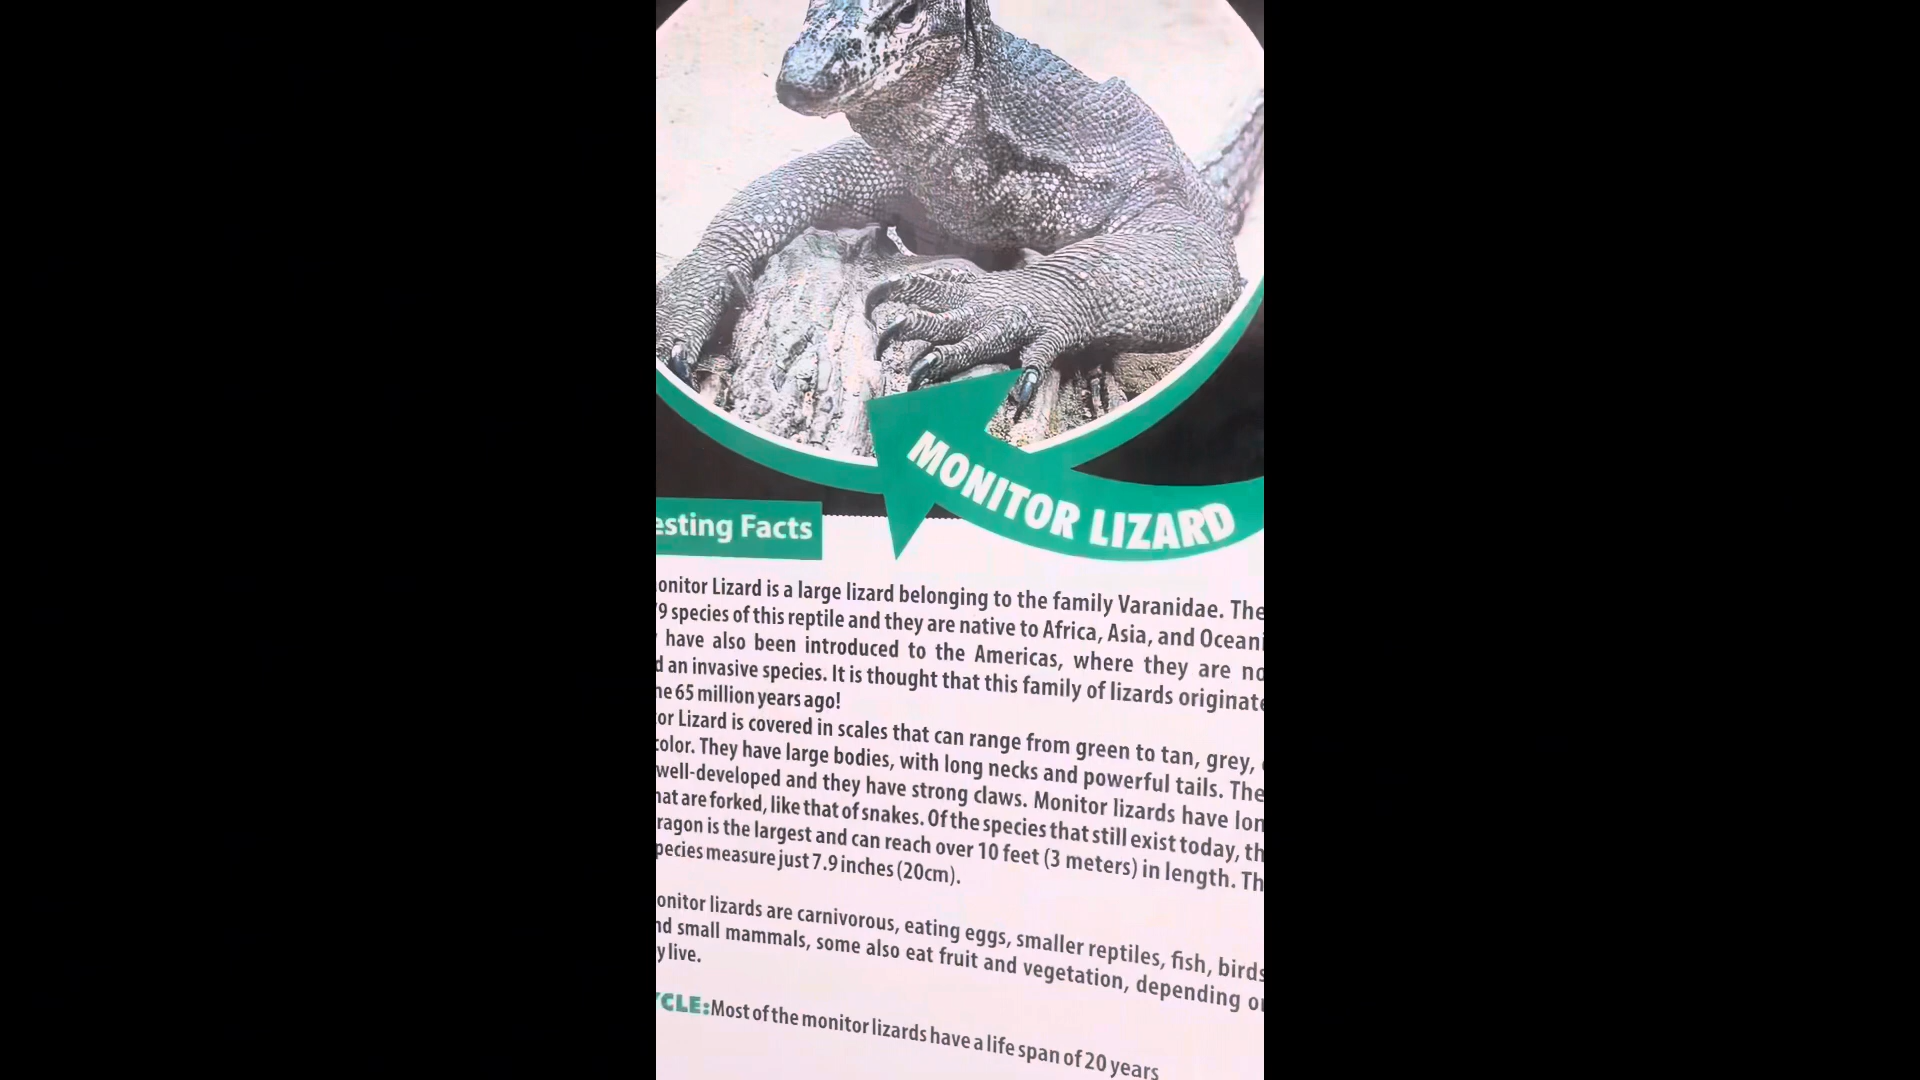 MONITOR LIZARD
esting Facts
onitor Lizard is a large lizard belonging to the family Varanidae. The
9 species of this reptile and they are native to Africa, Asia, and Oceani
have also been introduced to the Americas, where they are no
d an invasive species. It is thought that this family of lizards originate
ne 65 million years ago!
or Lizard is covered in scales that can range from green to tan, grey,
color. They have large bodies, with long necks and powerful tails. The
well-developed and they have strong claws. Monitor lizards have lon
hat are forked, like that of snakes. Of the species that still exist today, th
ragon is the largest and can reach over 10 feet (3 meters) in length. Th
pecies measure just 7.9 inches (20cm).
onitor lizards are carnivorous, eating eggs, smaller reptiles, fish, birds
nd small mammals, some also eat fruit and vegetation, depending o
y live.
YCLE: Most of the monitor lizards have a life span of 20 years